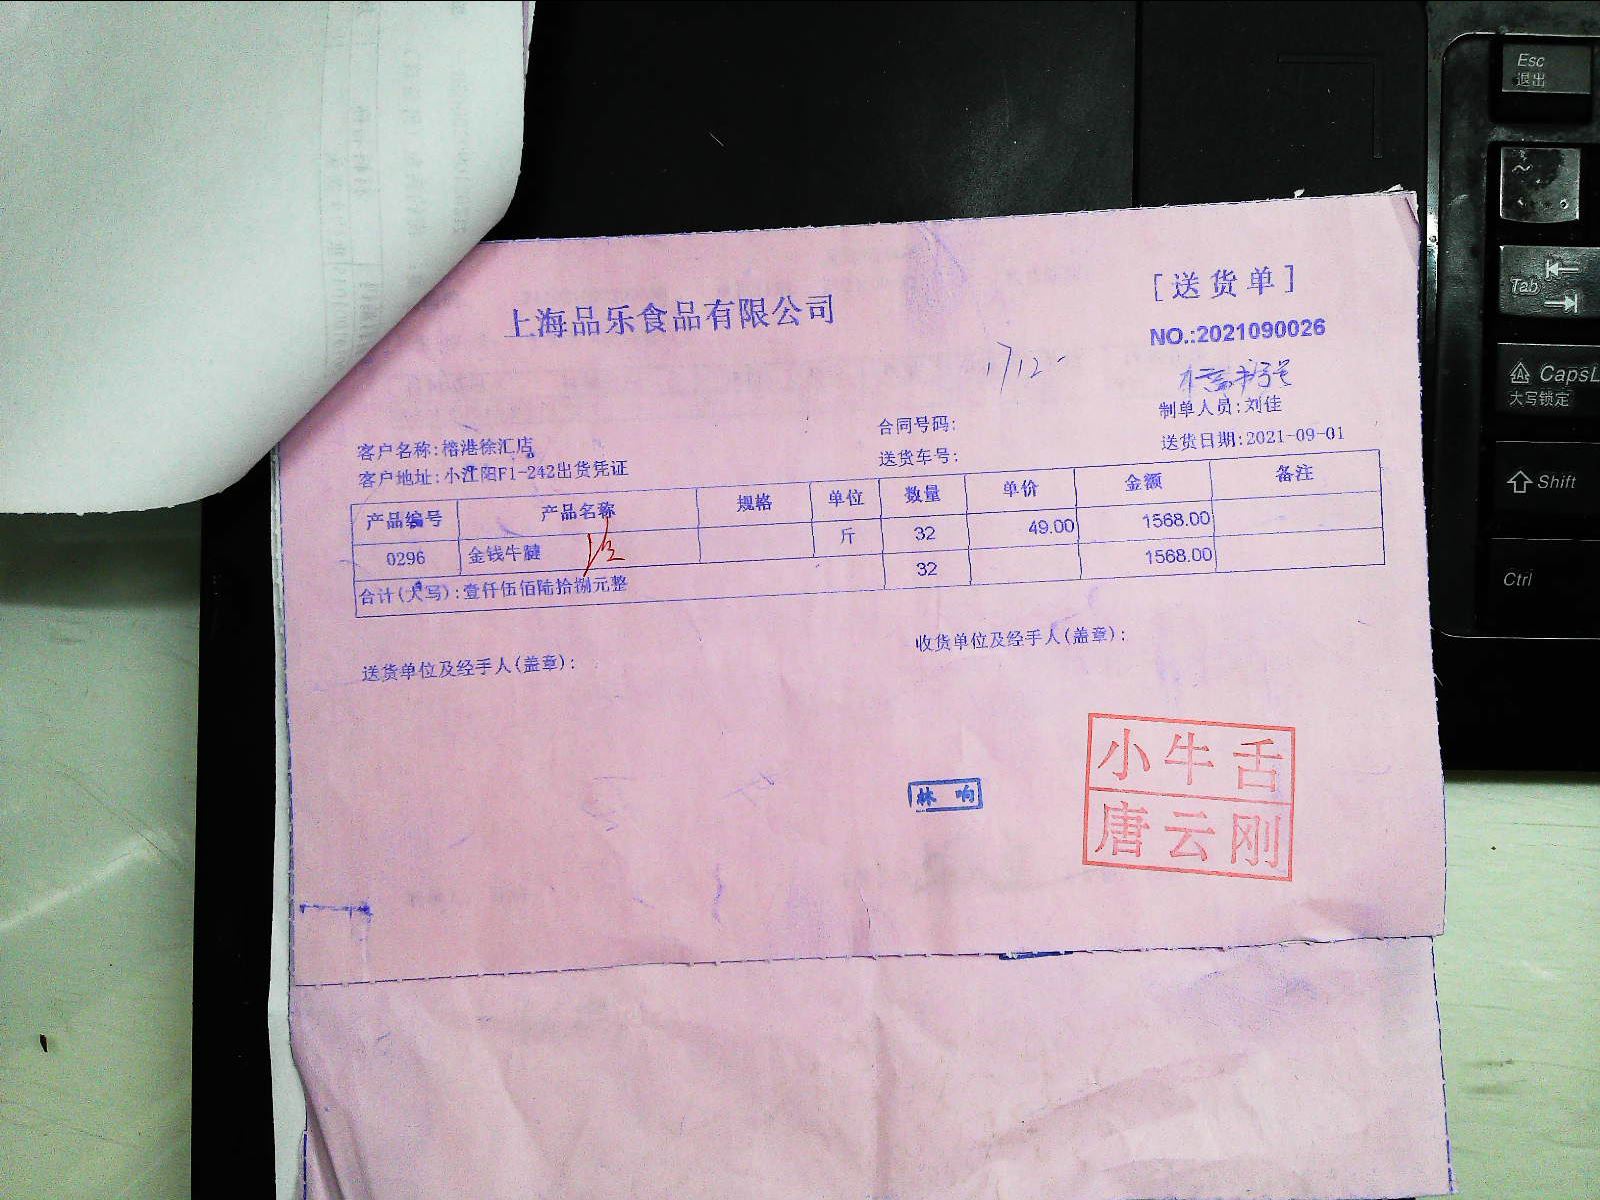 上海品乐食品有限公司
[送货单]
NO.:2021090026
1712-
制单人员:刘佳
合同号码:
客户名称:榕港徐汇店
送货日期:2021-09-01
送货车号:
客户地址:小江阳F1-242出货凭证
产品编号 产品名称 规格 单位 数量 单价 金额 备注
0296 金钱牛腱 斤 32 49.00 1568.00
合计(大写):壹仟伍佰陆拾捌元整 32 1568.00
送货单位及经手人(盖章):
收货单位及经手人(盖章):
林响
小牛舌
唐云刚
Esc
退出
~
Tab
CapsL
大写锁定
Shift
Ctrl